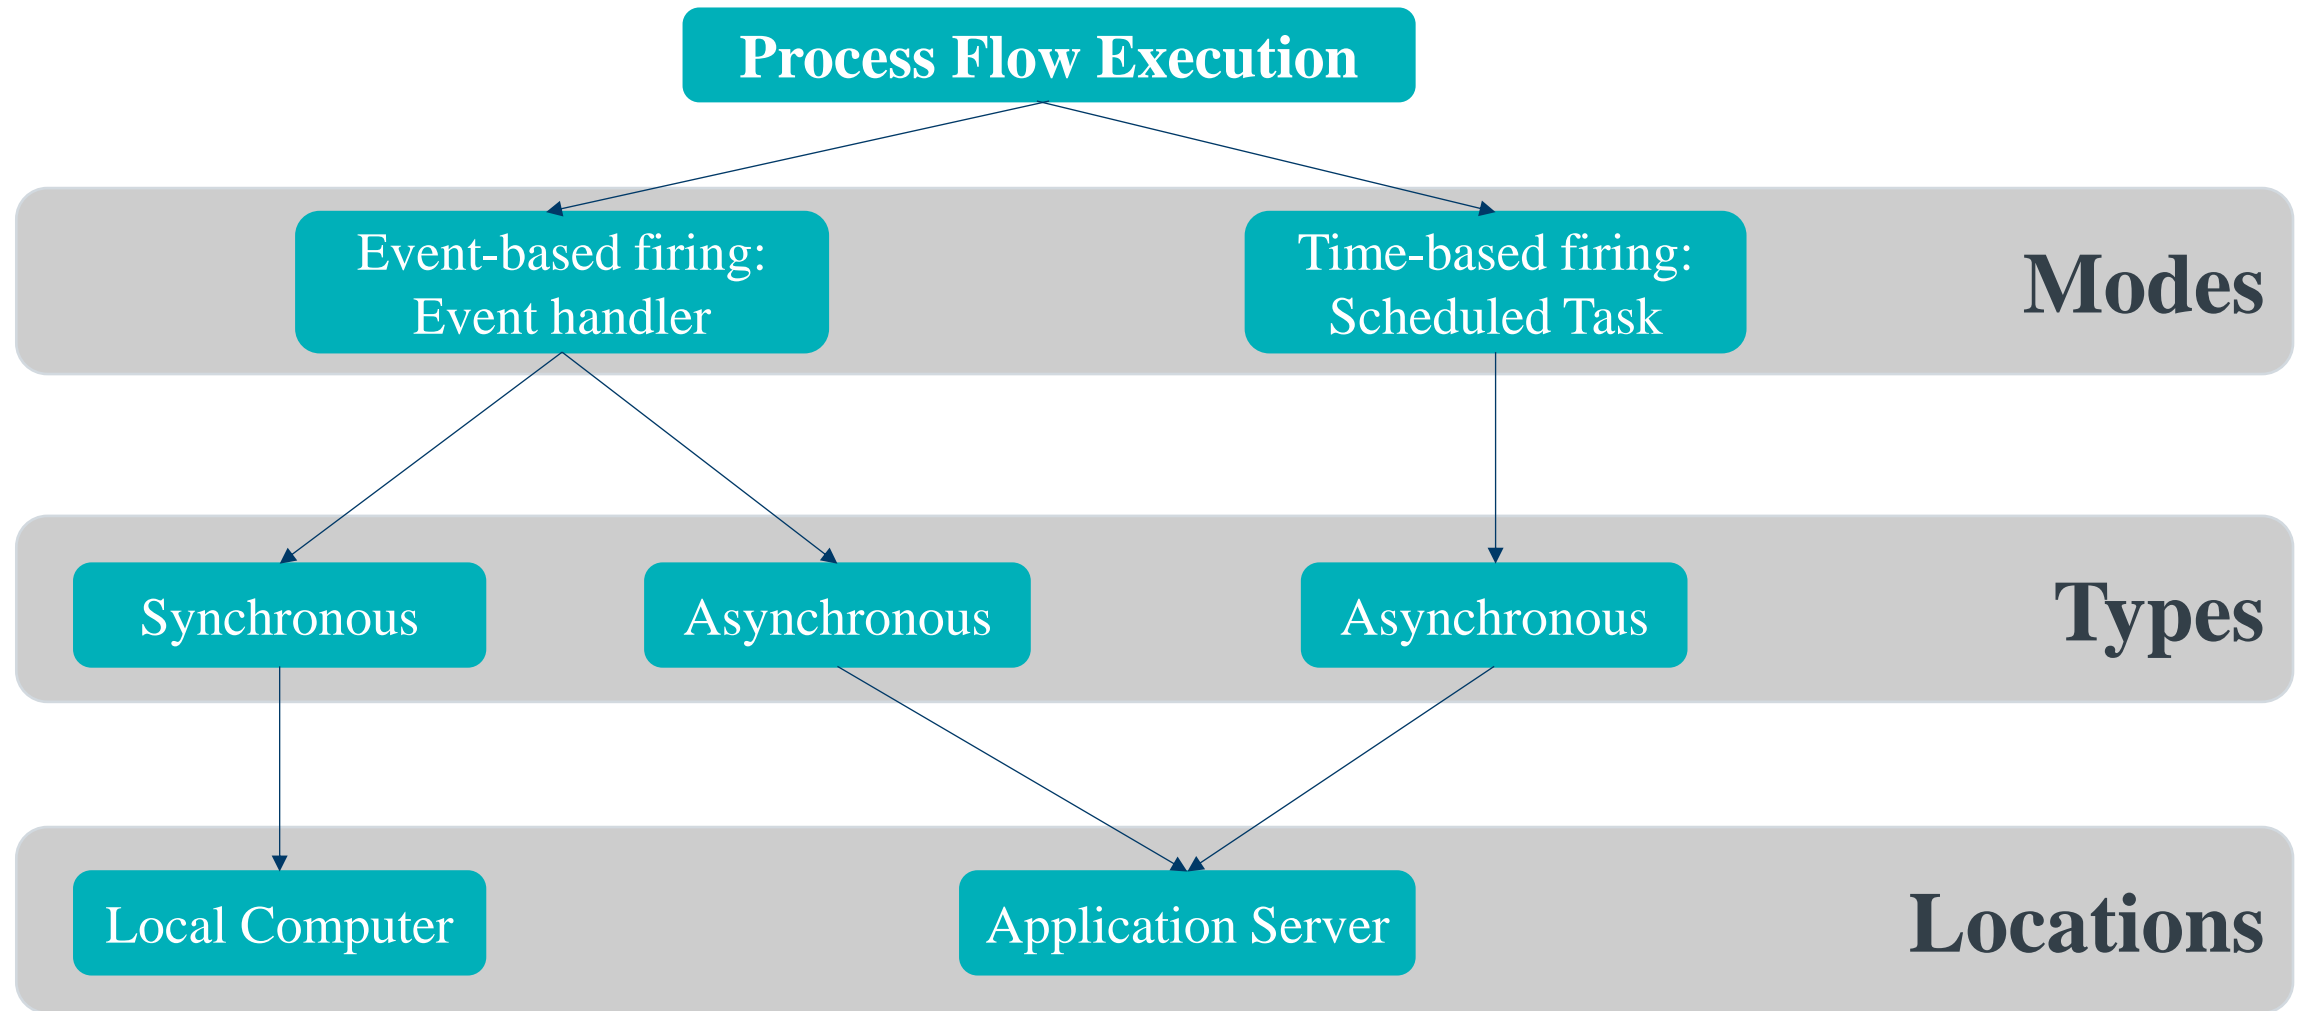 Process Flow Execution
Event-based firing:
Event handler
Time-based firing:
Scheduled Task
Modes
Synchronous
Asynchronous
Asynchronous
Types
Local Computer
Application Server
Locations